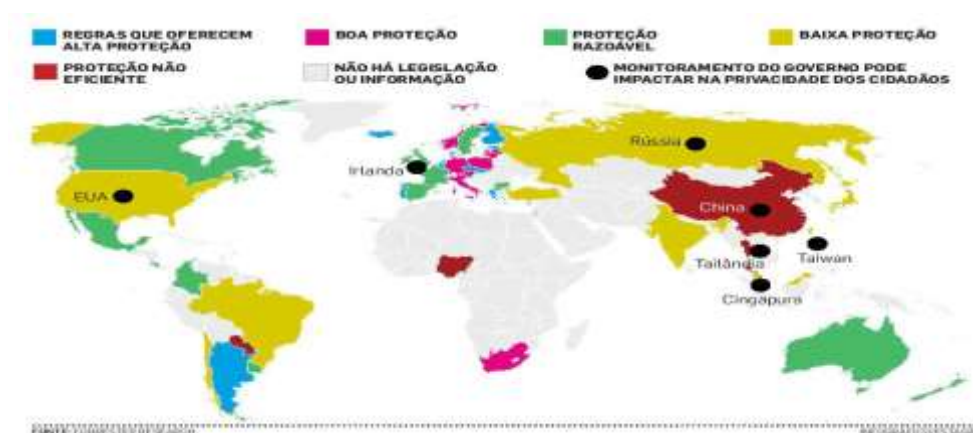 REGRAS QUE OFERECEM
ALTA PROTEÇÃO
BOA PROTEÇÃO
PROTEÇÃO
RAZOÁVEL
BAIXA PROTEÇÃO
PROTEÇÃO NÃO
EFICIENTE
NÃO HÁ LEGISLAÇÃO
OU INFORMAÇÃO
MONITORAMENTO DO GOVERNO PODE
IMPACTAR NA PRIVACIDADE DOS CIDADÃOS
Rússia
Irlanda
EUA
China
Tailândia
Taiwan
Cingapura